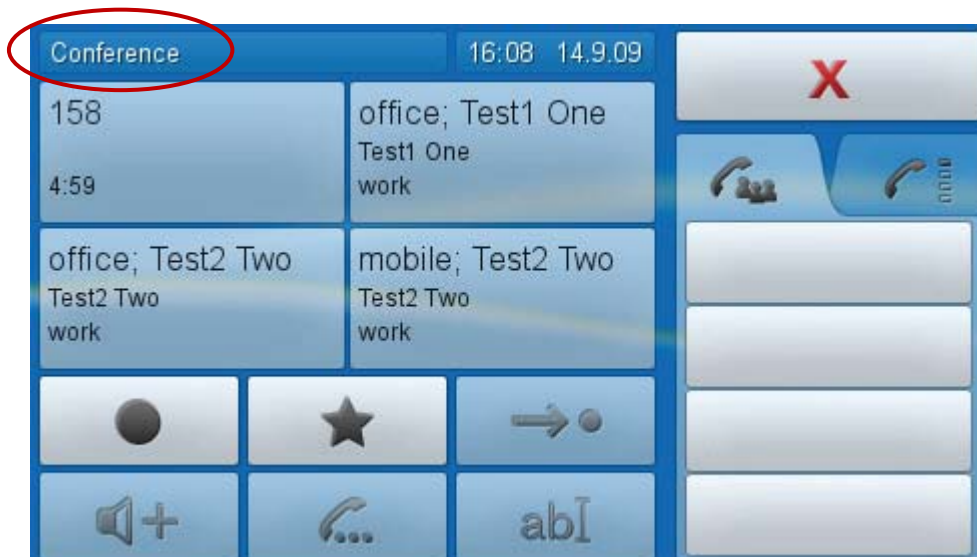 Conference
16:08 14.9.09
X
158
4:59
office; Test1 One
Test1 One
work
office; Test2 Two
Test2 Two
work
mobile; Test2 Two
Test2 Two
work
abI